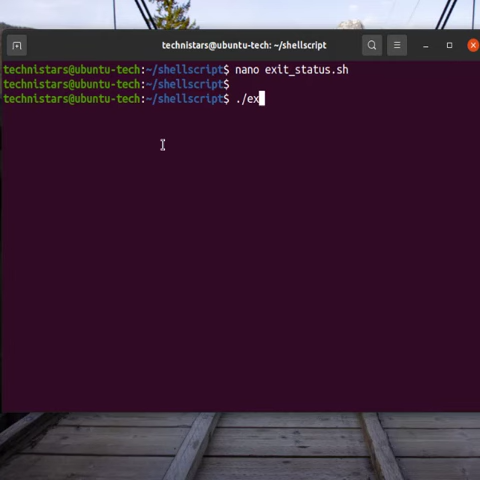 technistars@ubuntu-tech: ~/shellscript
technistars@ubuntu-tech:~/shellscript$ nano exit_status.sh
technistars@ubuntu-tech:~/shellscript$
technistars@ubuntu-tech:~/shellscript$ ./ex